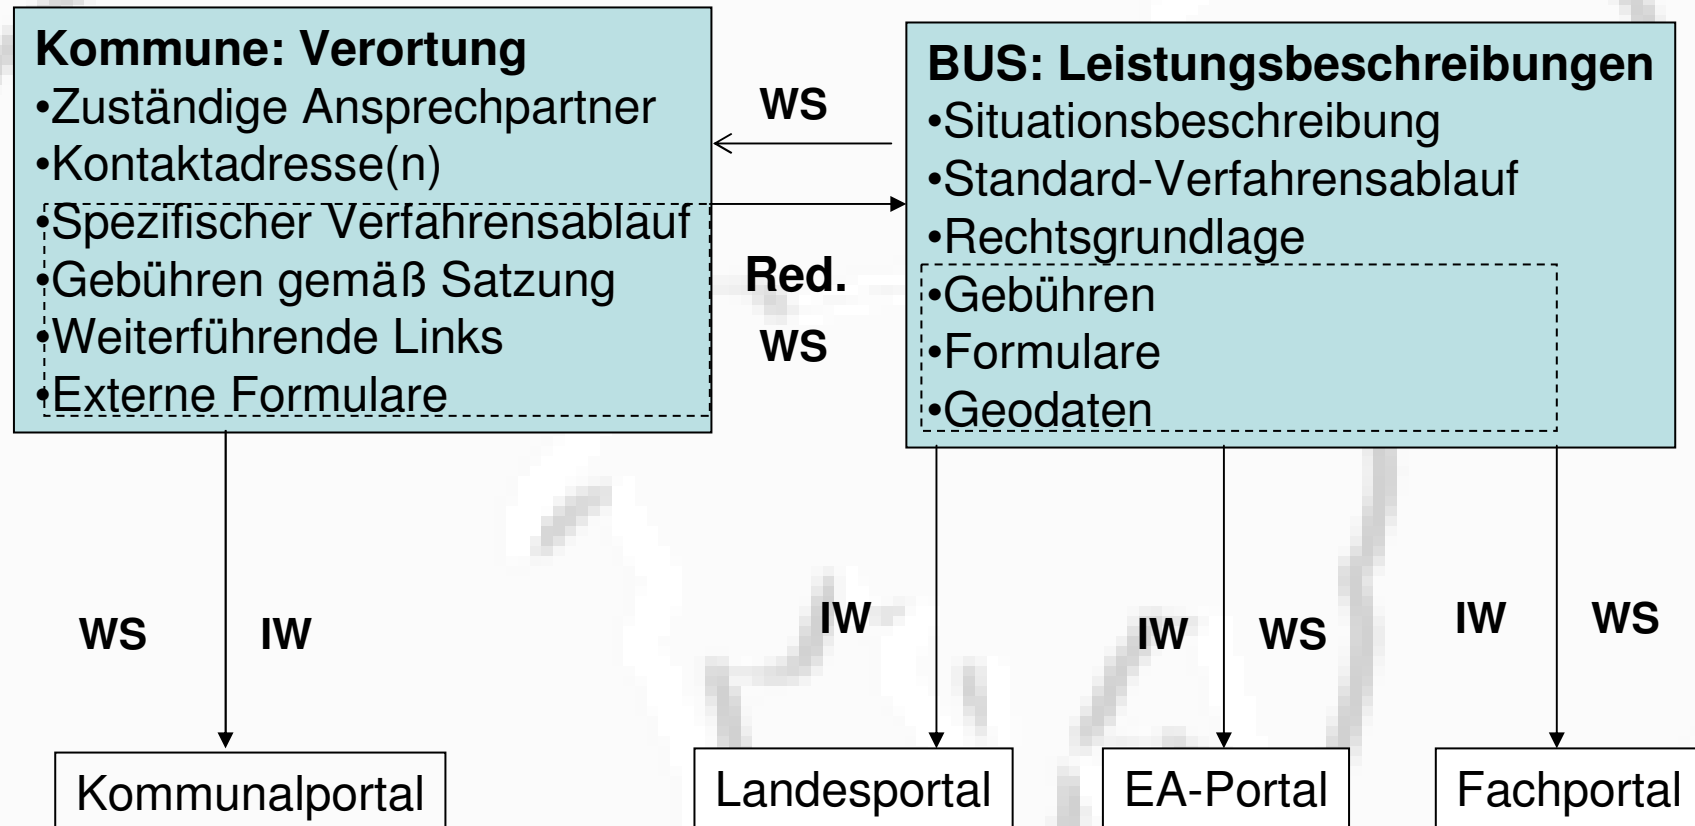 Kommune: Verortung
•Zuständige Ansprechpartner
•Kontaktadresse(n)
•Spezifischer Verfahrensablauf
•Gebühren gemäß Satzung
•Weiterführende Links
•Externe Formulare
WS
Red.
WS
BUS: Leistungsbeschreibungen
•Situationsbeschreibung
•Standard-Verfahrensablauf
•Rechtsgrundlage
•Gebühren
•Formulare
•Geodaten
WS IW
IW
IW WS
IW WS
Kommunalportal
Landesportal
EA-Portal
Fachportal